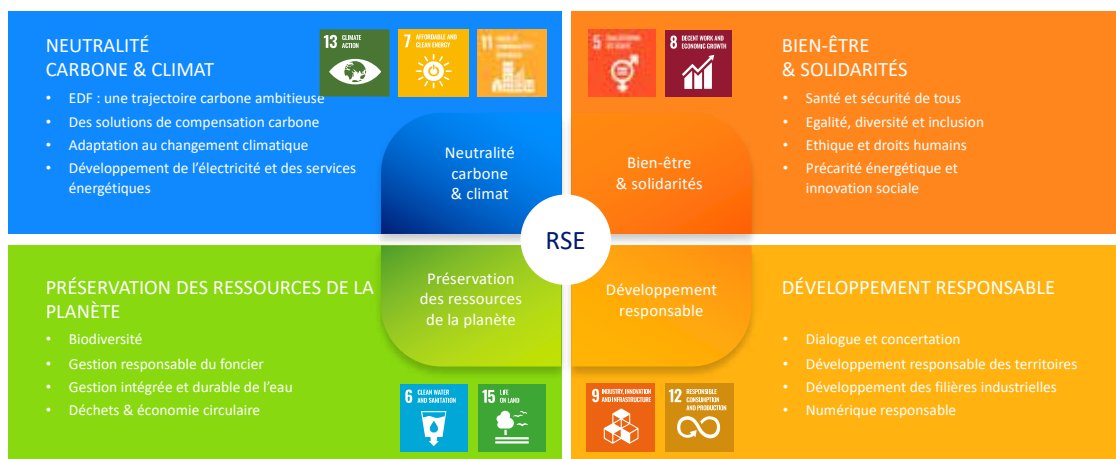 NEUTRALITÉ
CARBONE & CLIMAT
• EDF : une trajectoire carbone ambitieuse
• Des solutions de compensation carbone
• Adaptation au changement climatique
• Développement de l'électricité et des services
énergétiques
13 CLIMATE
ACTION
7 AFFORDABLE AND
CLEAN ENERGY
11
Neutralité
carbone
& climat
5
8 DECENT WORK AND
ECONOMIC GROWTH
BIEN-ÊTRE
& SOLIDARITÉS
• Santé et sécurité de tous
• Egalité, diversité et inclusion
• Ethique et droits humains
• Précarité énergétique et
innovation sociale
Bien-être
& solidarités
RSE
PRÉSERVATION DES RESSOURCES DE LA
PLANÈTE
• Biodiversité
• Gestion responsable du foncier
• Gestion intégrée et durable de l'eau
• Déchets & économie circulaire
Préservation
des ressources
de la planète
6 CLEAN WATER
AND SANITATION
15 LIFE
ON LAND
Développement
responsable
9 INDUSTRY, INNOVATION
AND INFRASTRUCTURE
12 RESPONSIBLE
CONSUMPTION
AND PRODUCTION
DÉVELOPPEMENT RESPONSABLE
• Dialogue et concertation
• Développement responsable des territoires
• Développement des filières industrielles
• Numérique responsable